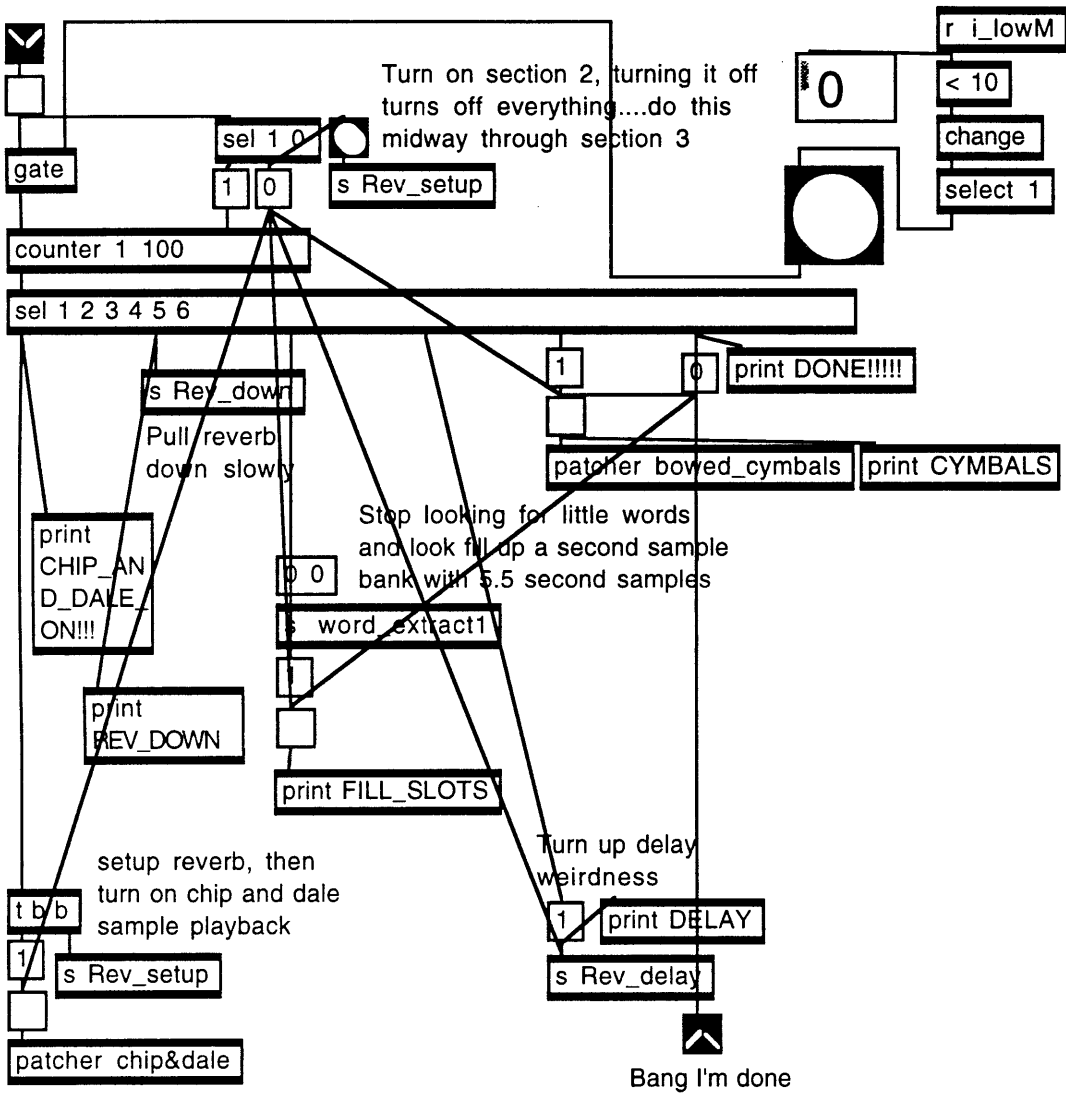 r i_lowM
Turn on section 2, turning it off
turns off everything....do this
midway through section 3
0
< 10
sel 1 0
change
gate
1
0
s Rev_setup
select 1
counter 1 100
sel 1 2 3 4 5 6
1
0
print DONE!!!!!
s Rev_down
Pull reverb
down slowly
patcher bowed_cymbals
print CYMBALS
Stop looking for little words
and look fill up a second sample
bank with 5.5 second samples
print
CHIP_AN
D_DALE_
ON!!!
0 0
s word_extract1
1
print
REV_DOWN
print FILL_SLOTS
Turn up delay
weirdness
setup reverb, then
turn on chip and dale
sample playback
t b b
1
print DELAY
1
s Rev_setup
s Rev_delay
patcher chip&dale
Bang I'm done